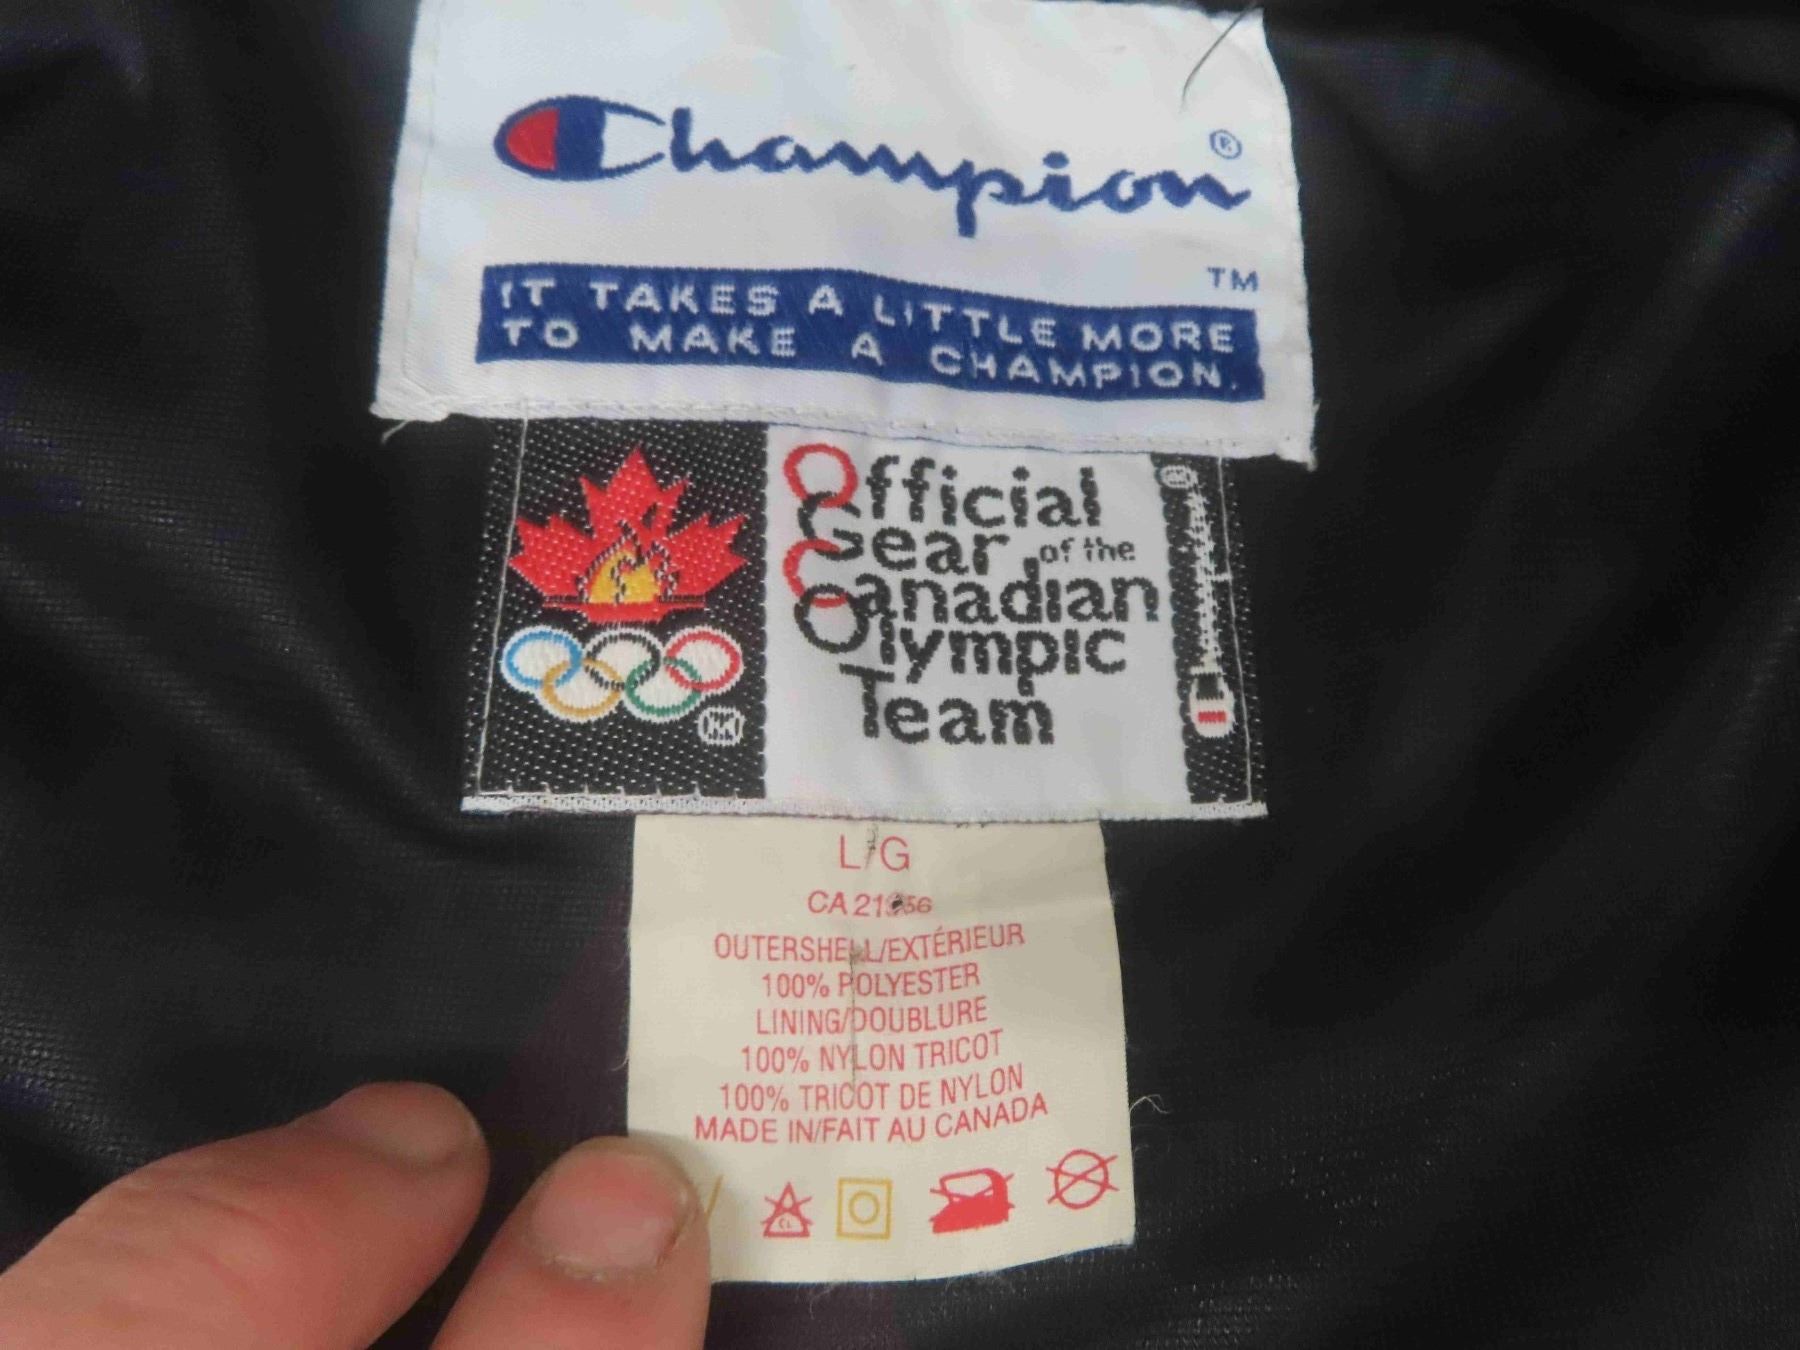 Champion ®
TM
IT TAKES A LITTLE MORE
TO MAKE A CHAMPION.
Official
Gear of the
Canadian
Olympic
Team
L/G
OUTERSHELL/EXTÉRIEUR
100% POLYESTER
LINING/DOUBLURE
100% NYLON TRICOT
100% TRICOT DE NYLON
MADE IN/FAIT AU CANADA
CL